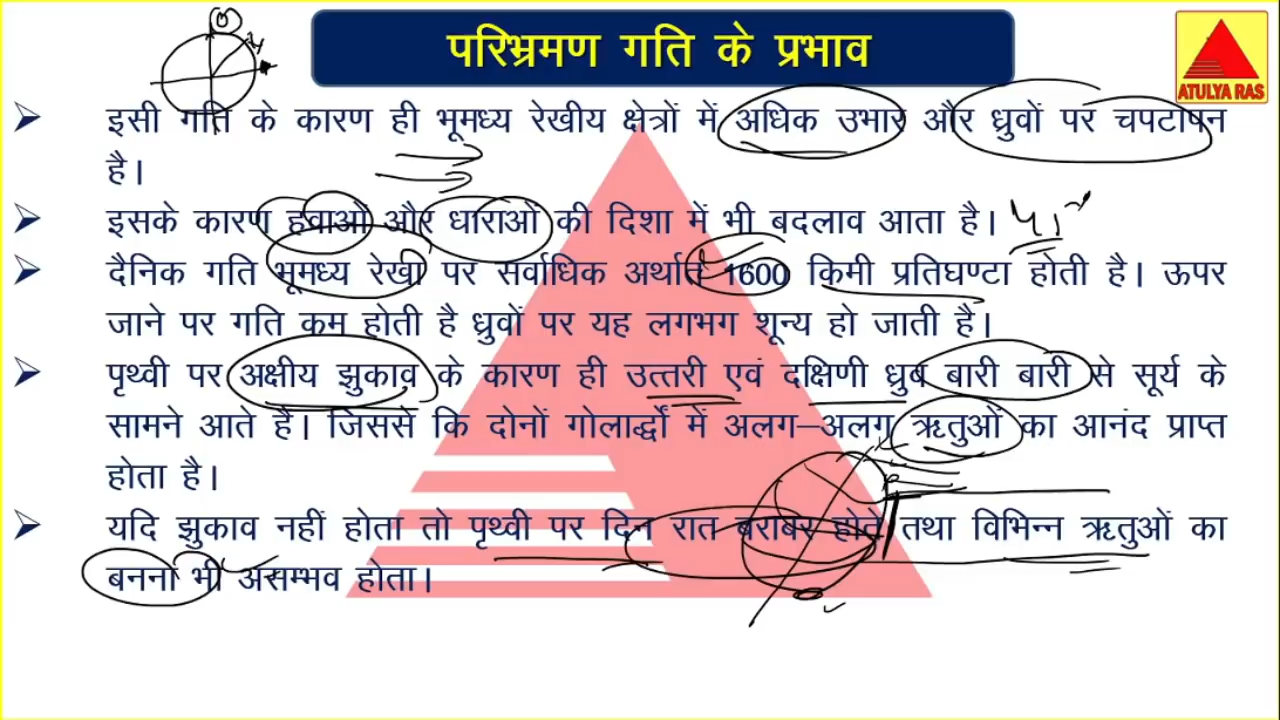 परिभ्रमण गति के प्रभाव
ATULYA RAS
इसी गति के कारण ही भूमध्य रेखीय क्षेत्रों में अधिक उभार और ध्रुवों पर चपटापन
है।
इसके कारण हवाओं और धाराओं की दिशा में भी बदलाव आता है।
दैनिक गति भूमध्य रेखा पर सर्वाधिक अर्थात 1600 किमी प्रतिघण्टा होती है। ऊपर
जाने पर गति कम होती है ध्रुवों पर यह लगभग शून्य हो जाती है।
पृथ्वी पर अक्षीय झुकाव के कारण ही उत्तरी एवं दक्षिणी ध्रुब बारी बारी से सूर्य के
सामने आते है। जिससे कि दोनों गोलार्द्धों में अलग–अलग ऋतुओं का आनंद प्राप्त
होता है।
यदि झुकाव नहीं होता तो पृथ्वी पर दिन रात बराबर होते तथा विभिन्न ऋतुओं का
बनना भी असम्भव होता।